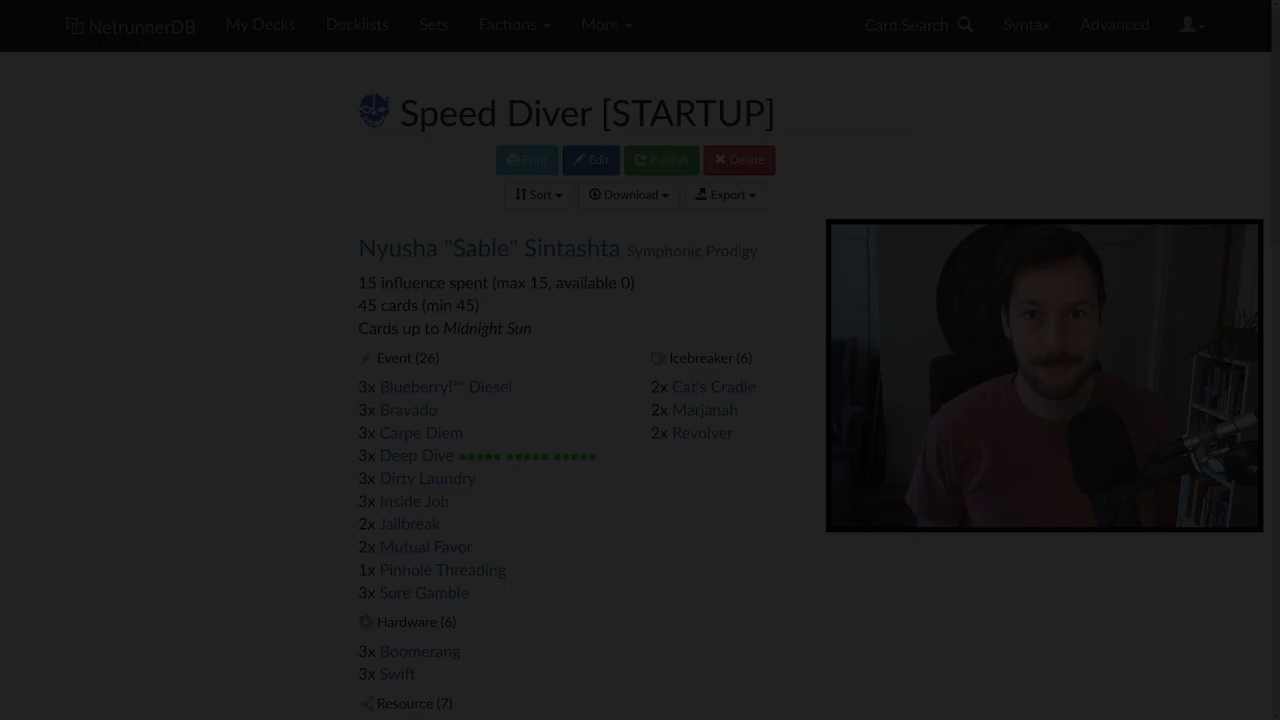 NetrunnerDB My Decks Decklists Sets Factions More Card Search Syntax Advanced
Speed Diver [STARTUP]
Print Edit Publish Delete
Sort Download Export
Nyusha "Sable" Sintashta Symphonic Prodigy
15 influence spent (max 15, available 0)
45 cards (min 45)
Cards up to Midnight Sun
Event (26)
3x Blueberry!™ Diesel
3x Bravado
3x Carpe Diem
3x Deep Dive
3x Dirty Laundry
3x Inside Job
2x Jailbreak
2x Mutual Favor
1x Pinhole Threading
3x Sure Gamble
Hardware (6)
3x Boomerang
3x Swift
Resource (7)
Icebreaker (6)
2x Cat's Cradle
2x Marjanah
2x Revolver